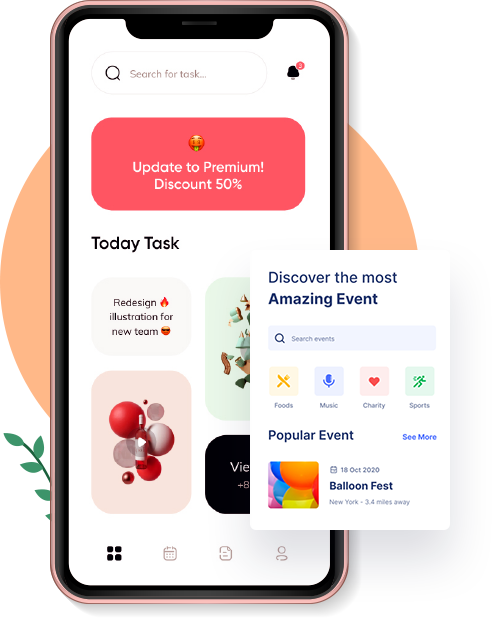 Search for task...
3
Update to Premium!
Discount 50%
Today Task
Redesign 🔥
illustration for
new team 😎
Vie
+8
Discover the most
Amazing Event
Search events
Foods
Music
Charity
Sports
Popular Event
See More
18 Oct 2020
Balloon Fest
New York • 3.4 miles away